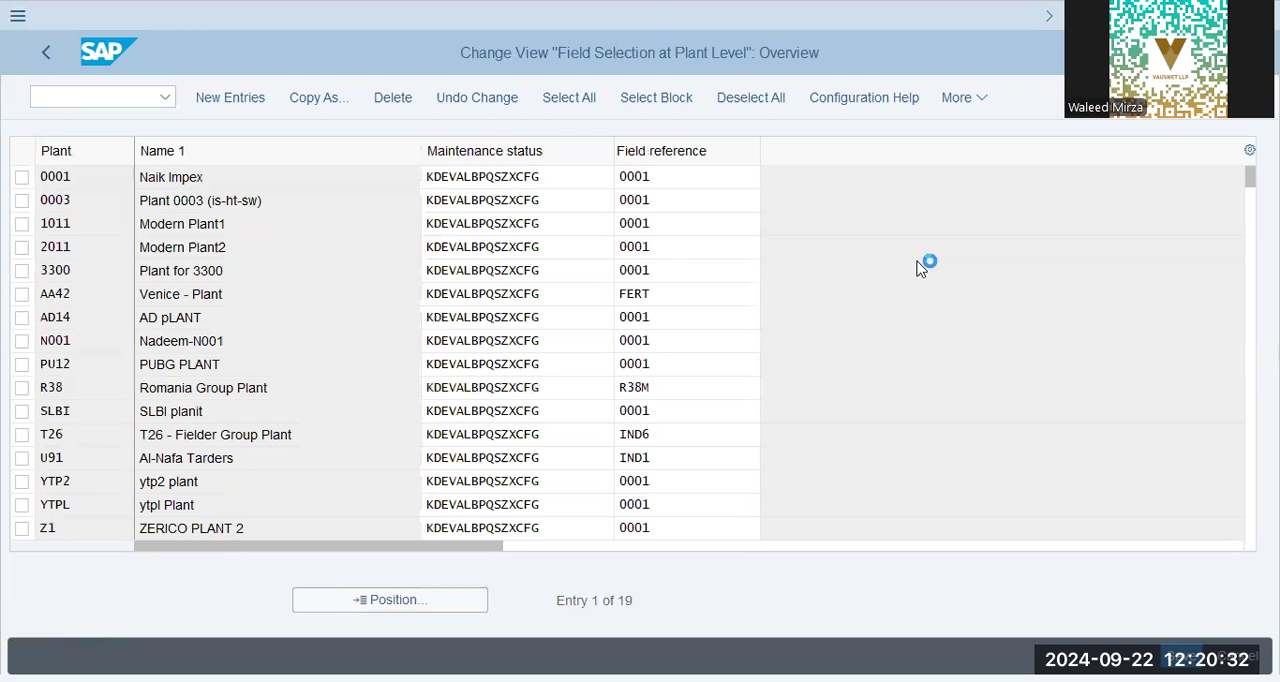 SAP
Change View "Field Selection at Plant Level": Overview
New Entries Copy As... Delete Undo Change Select All Select Block Deselect All Configuration Help More
VAUSNET LLP
Waleed Mirza
Plant Name 1 Maintenance status Field reference
0001 Naik Impex KDEVALBPQSZXCFG 0001
0003 Plant 0003 (is-ht-sw) KDEVALBPQSZXCFG 0001
1011 Modern Plant1 KDEVALBPQSZXCFG 0001
2011 Modern Plant2 KDEVALBPQSZXCFG 0001
3300 Plant for 3300 KDEVALBPQSZXCFG 0001
AA42 Venice - Plant KDEVALBPQSZXCFG FERT
AD14 AD pLANT KDEVALBPQSZXCFG 0001
N001 Nadeem-N001 KDEVALBPQSZXCFG 0001
PU12 PUBG PLANT KDEVALBPQSZXCFG 0001
R38 Romania Group Plant KDEVALBPQSZXCFG R38M
SLBI SLBI planit KDEVALBPQSZXCFG 0001
T26 T26 - Fielder Group Plant KDEVALBPQSZXCFG IND6
U91 Al-Nafa Tarders KDEVALBPQSZXCFG IND1
YTP2 ytp2 plant KDEVALBPQSZXCFG 0001
YTPL ytpl Plant KDEVALBPQSZXCFG 0001
Z1 ZERICO PLANT 2 KDEVALBPQSZXCFG 0001
Position... Entry 1 of 19
2024-09-22 12:20:32